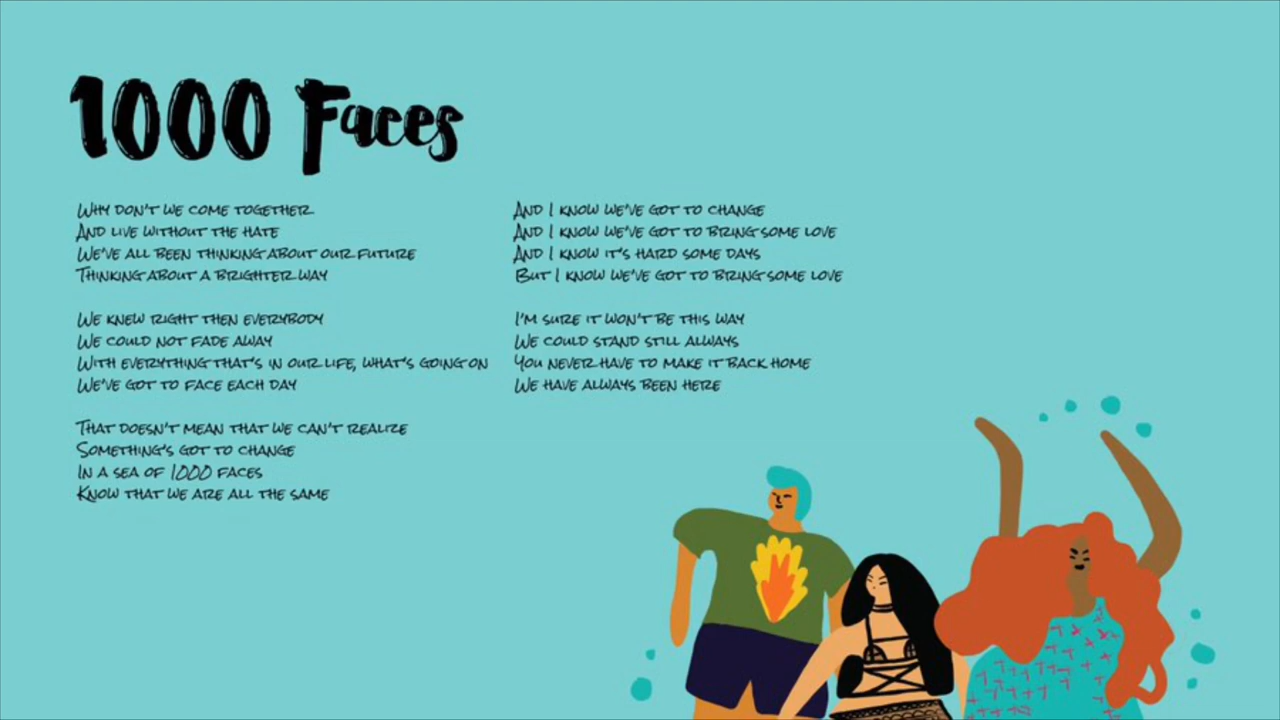 1000 Faces
Why don't we come together
And live without the hate
We've all been thinking about our future
Thinking about a brighter way
We knew right then everybody
We could not fade away
With everything that's in our life, what's going on
We've got to face each day
That doesn't mean that we can't realize
Something's got to change
In a sea of 1000 faces
Know that we are all the same
And I know we've got to change
And I know we've got to bring some love
And I know it's hard some days
But I know we've got to bring some love
I'm sure it won't be this way
We could stand still always
You never have to make it back home
We have always been here